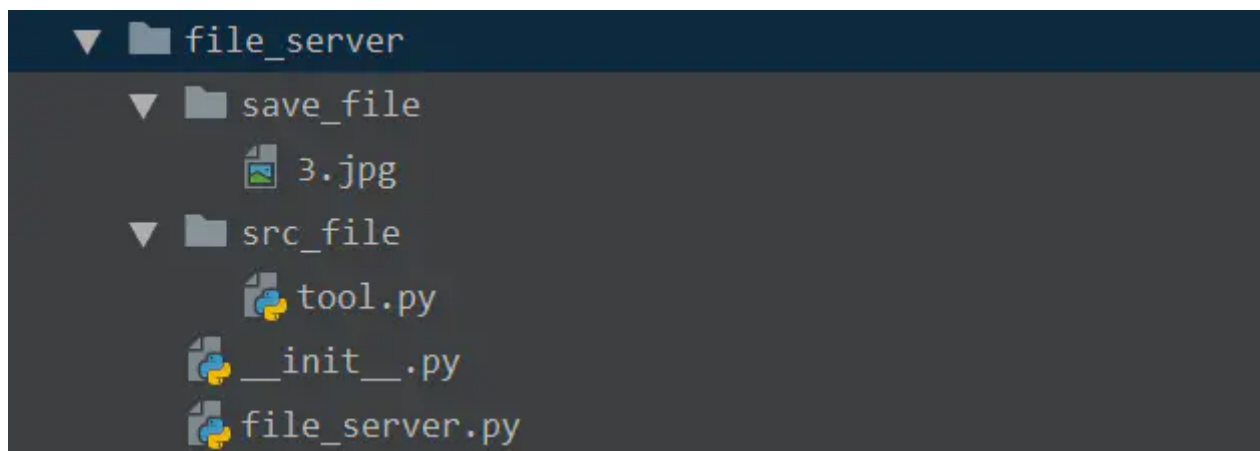 file_server
save_file
3.jpg
src_file
tool.py
__init__.py
file_server.py